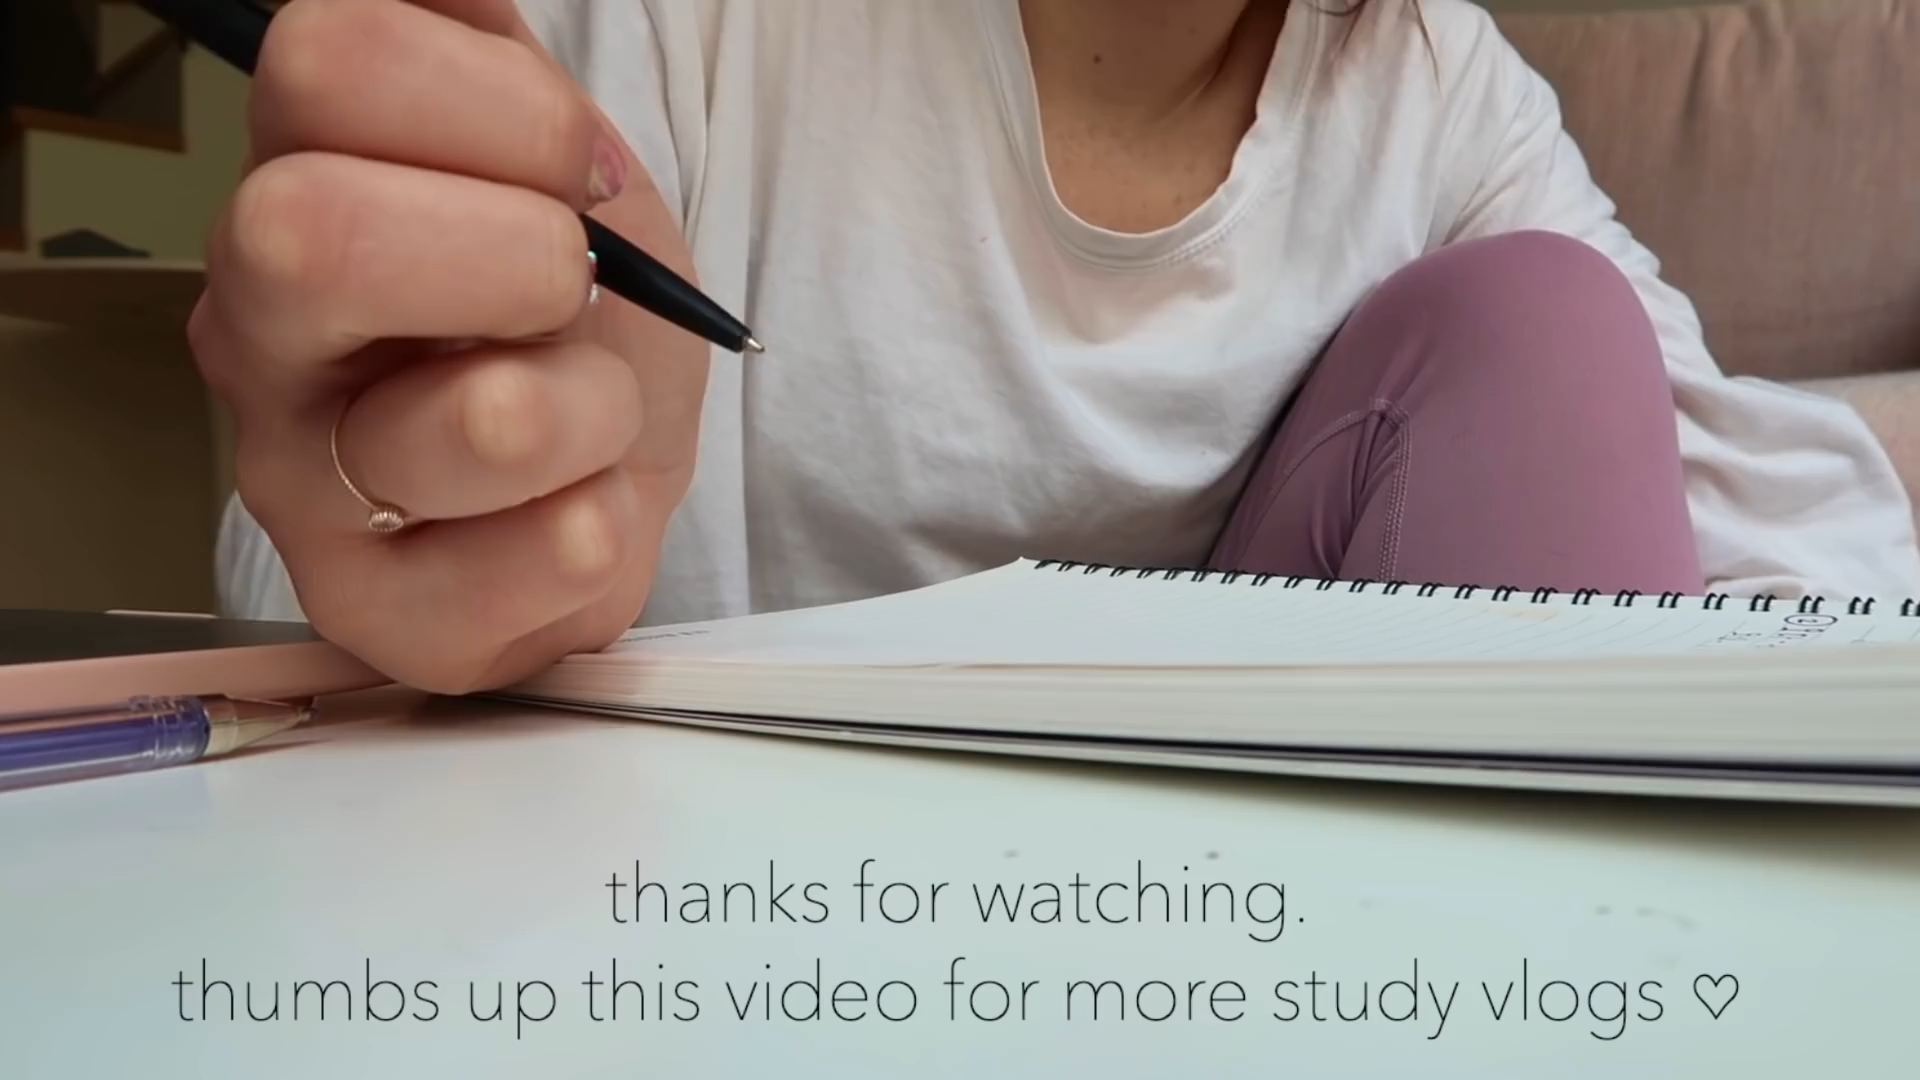 thanks for watching.
thumbs up this video for more study vlogs ♡